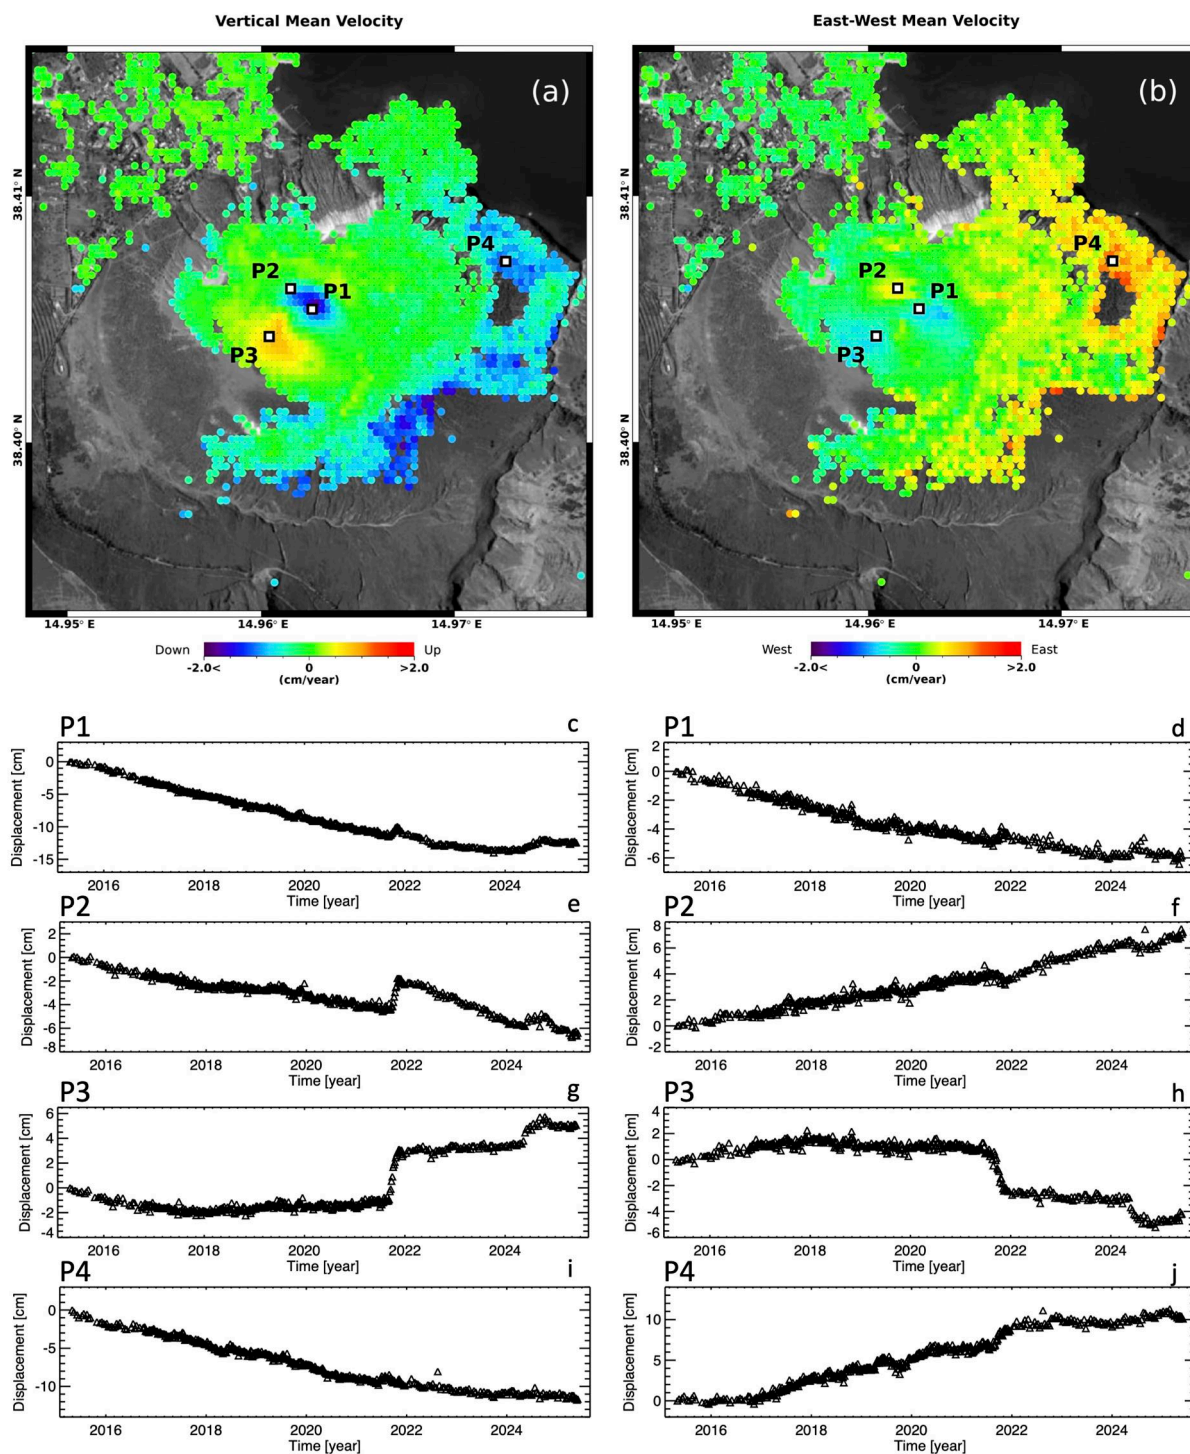 Vertical Mean Velocity
East-West Mean Velocity
(a)
(b)
38.41° N
38.40° N
P4
P2
P1
P3
14.95° E
14.96° E
14.97° E
Down
Up
-2.0<
0
>2.0
(cm/year)
38.41° N
38.40° N
P4
P2
P1
P3
14.95° E
14.96° E
14.97° E
West
East
-2.0<
0
>2.0
(cm/year)
P1
c
Displacement [cm]
0
-5
-10
-15
2016 2018 2020 2022 2024
Time [year]
P1
d
Displacement [cm]
2
0
-2
-4
-6
2016 2018 2020 2022 2024
Time [year]
P2
e
Displacement [cm]
2
0
-2
-4
-6
-8
2016 2018 2020 2022 2024
Time [year]
P2
f
Displacement [cm]
8
6
4
2
0
-2
2016 2018 2020 2022 2024
Time [year]
P3
g
Displacement [cm]
6
4
2
0
-2
-4
2016 2018 2020 2022 2024
Time [year]
P3
h
Displacement [cm]
4
2
0
-2
-4
-6
2016 2018 2020 2022 2024
Time [year]
P4
i
Displacement [cm]
0
-5
-10
2016 2018 2020 2022 2024
Time [year]
P4
j
Displacement [cm]
10
5
0
2016 2018 2020 2022 2024
Time [year]